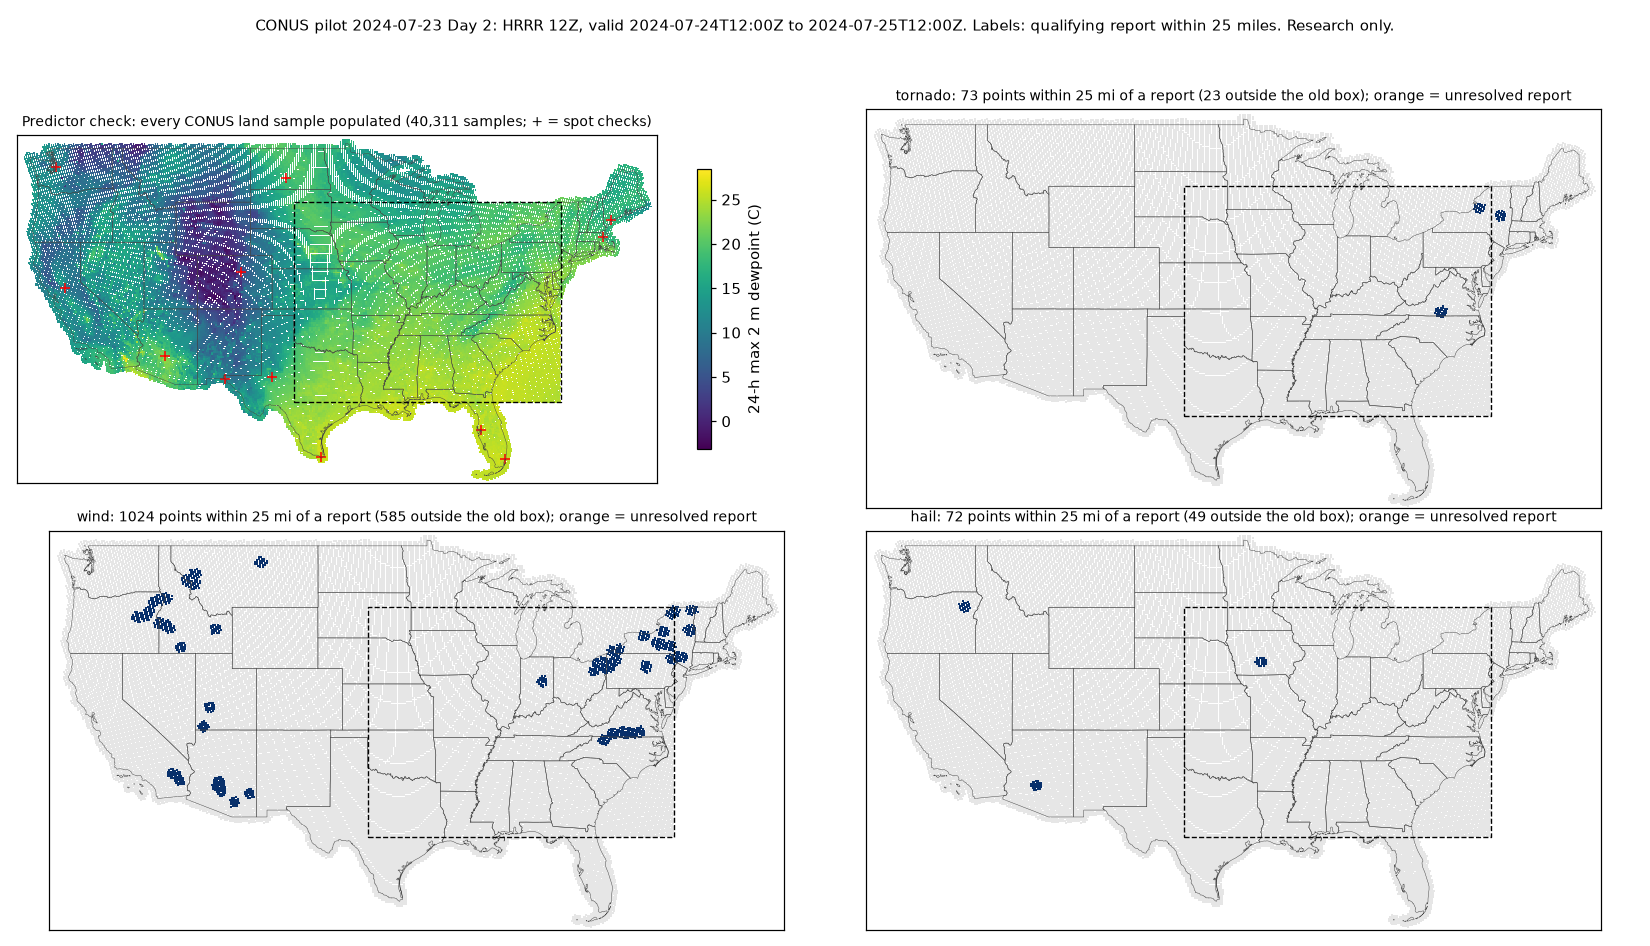 CONUS pilot 2024-07-23 Day 2: HRRR 12Z, valid 2024-07-24T12:00Z to 2024-07-25T12:00Z. Labels: qualifying report within 25 miles. Research only.
Predictor check: every CONUS land sample populated (40,311 samples; + = spot checks)
25
20
15
10
5
0
24-h max 2 m dewpoint (C)
tornado: 73 points within 25 mi of a report (23 outside the old box); orange = unresolved report
wind: 1024 points within 25 mi of a report (585 outside the old box); orange = unresolved report
hail: 72 points within 25 mi of a report (49 outside the old box); orange = unresolved report